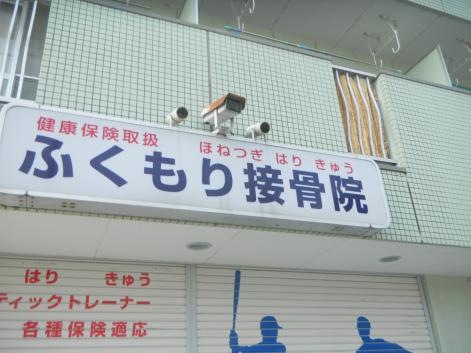 健康保険取扱
ほねつぎ はり きゅう
ふくもり接骨院
はり きゅう
ティックトレーナー
各種保険適応